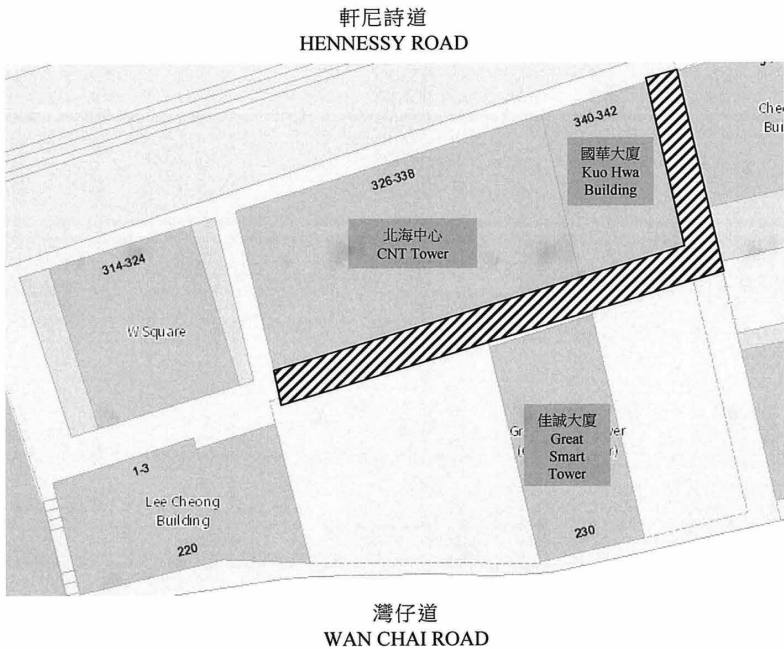 軒尼詩道
HENNESSY ROAD
340-342
國華大廈
Kuo Hwa
Building
326-338
北海中心
CNT Tower
314-324
W Square
佳誠大廈
Great
Smart
Tower
1-3
Lee Cheong
Building
220
230
灣仔道
WAN CHAI ROAD